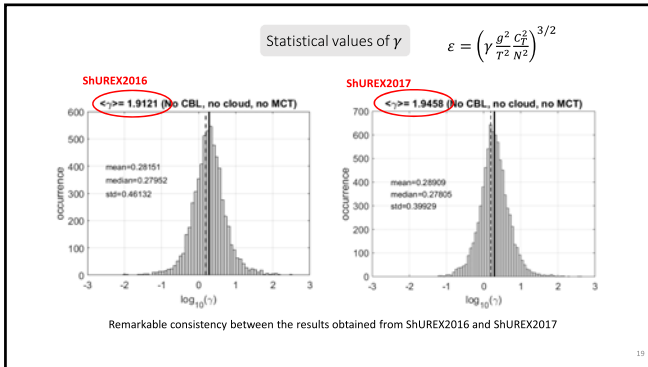 Statistical values of γ
ε = (γ g²/T² C_T²/N²)^3/2
ShUREX2016
<γ>= 1.9121 (No CBL, no cloud, no MCT)
600
500
400
300
200
100
0
occurrence
mean=0.28151
median=0.27952
std=0.46132
-3 -2 -1 0 1 2 3
log10(γ)
ShUREX2017
<γ>= 1.9458 (No CBL, no cloud, no MCT)
700
600
500
400
300
200
100
0
occurrence
mean=0.28909
median=0.27805
std=0.39929
-3 -2 -1 0 1 2 3
log10(γ)
Remarkable consistency between the results obtained from ShUREX2016 and ShUREX2017
19